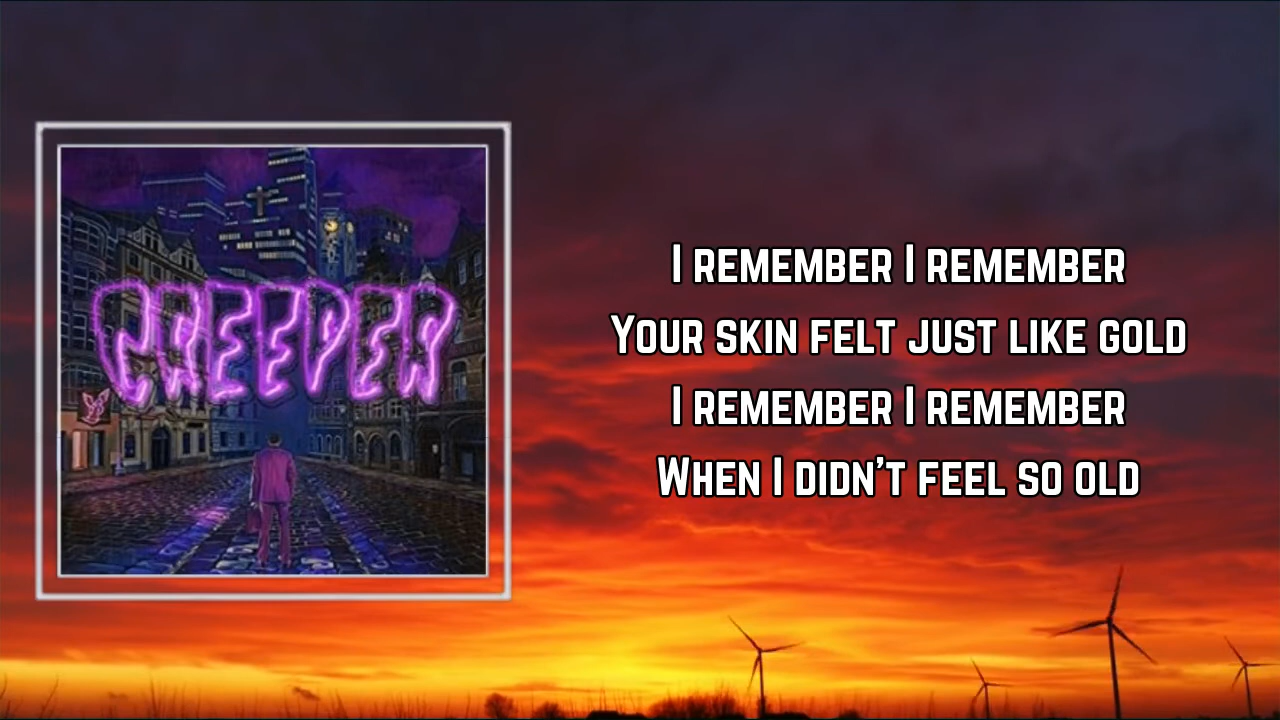 CREEPER
I REMEMBER I REMEMBER
YOUR SKIN FELT JUST LIKE GOLD
I REMEMBER I REMEMBER
WHEN I DIDN'T FEEL SO OLD